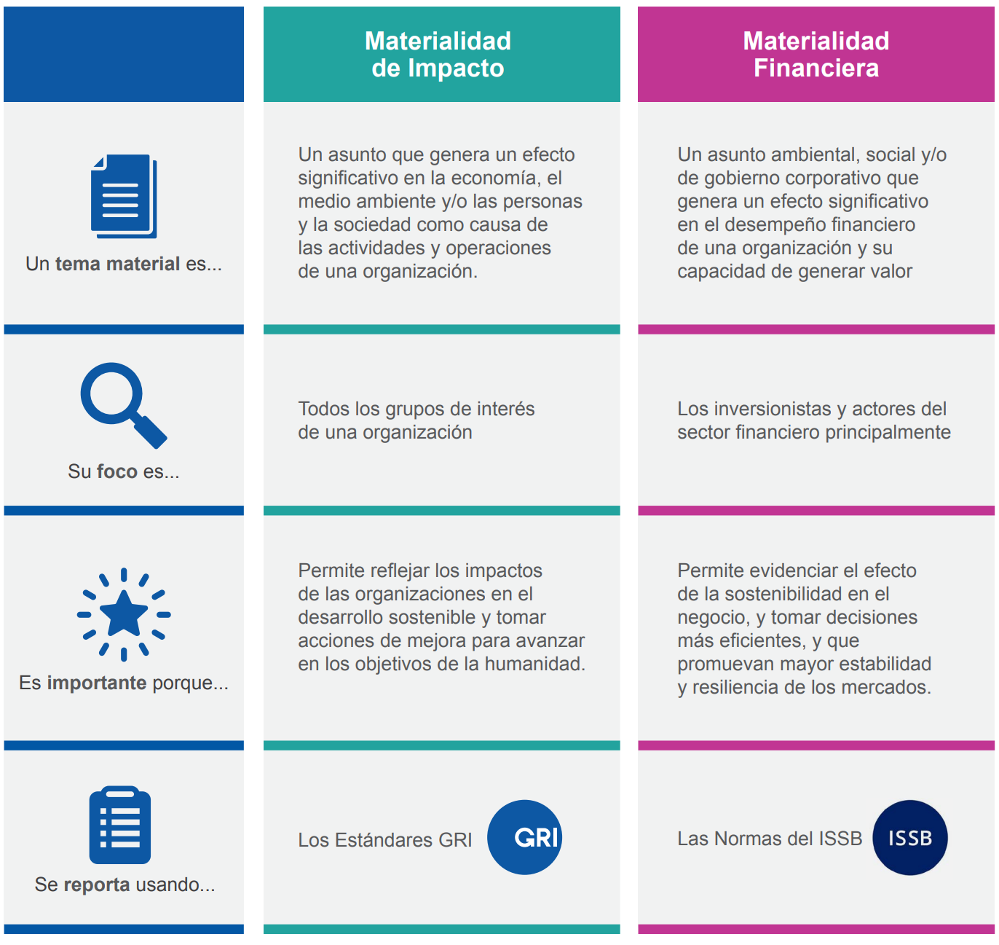 Materialidad
de Impacto
Materialidad
Financiera
Un tema material es...
Un asunto que genera un efecto
significativo en la economía, el
medio ambiente y/o las personas
y la sociedad como causa de
las actividades y operaciones
de una organización.
Un asunto ambiental, social y/o
de gobierno corporativo que
genera un efecto significativo
en el desempeño financiero
de una organización y su
capacidad de generar valor
Su foco es...
Todos los grupos de interés
de una organización
Los inversionistas y actores del
sector financiero principalmente
Es importante porque...
Permite reflejar los impactos
de las organizaciones en el
desarrollo sostenible y tomar
acciones de mejora para avanzar
en los objetivos de la humanidad.
Permite evidenciar el efecto
de la sostenibilidad en el
negocio, y tomar decisiones
más eficientes, y que
promuevan mayor estabilidad
y resiliencia de los mercados.
Se reporta usando...
Los Estándares GRI
GRI
Las Normas del ISSB
ISSB